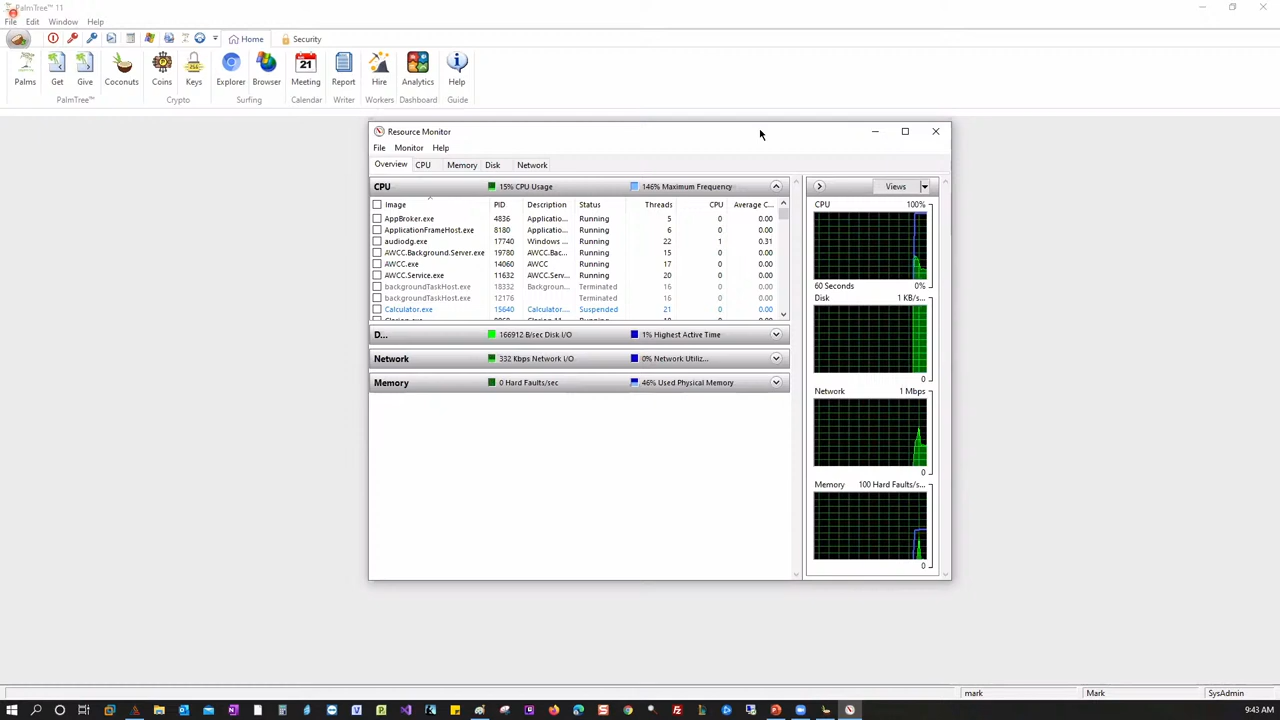 PalmTree™ 11
File Edit Window Help
Home Security
Palms Get Give Coconuts Coins Keys Explorer Browser Meeting Report Hire Analytics Help
21
PalmTree™ Crypto Surfing Calendar Writer Workers Dashboard Guide
Resource Monitor
File Monitor Help
Overview CPU Memory Disk Network
CPU 15% CPU Usage 146% Maximum Frequency
Image PID Description Status Threads CPU Average C...
AppBroker.exe 4836 Applicatio... Running 5 0 0.00
ApplicationFrameHost.exe 8180 Applicatio... Running 6 0 0.00
audiodg.exe 17740 Windows ... Running 22 1 0.31
AWCC.Background.Server.exe 19780 AWCC.Bac... Running 15 0 0.00
AWCC.exe 14060 AWCC Running 17 0 0.00
AWCC.Service.exe 11632 AWCC.Serv... Running 20 0 0.00
backgroundTaskHost.exe 18332 Backgroun... Terminated 16 0 0.00
backgroundTaskHost.exe 12176 Terminated 16 0 0.00
Calculator.exe 15640 Calculator... Suspended 21 0 0.00
D... 166912 B/sec Disk I/O 1% Highest Active Time
Network 332 Kbps Network I/O 0% Network Utiliz...
Memory 0 Hard Faults/sec 46% Used Physical Memory
Views
CPU 100%
60 Seconds 0%
Disk 1 KB/s...
0
Network 1 Mbps
0
Memory 100 Hard Faults/s...
0
mark Mark SysAdmin
9:43 AM